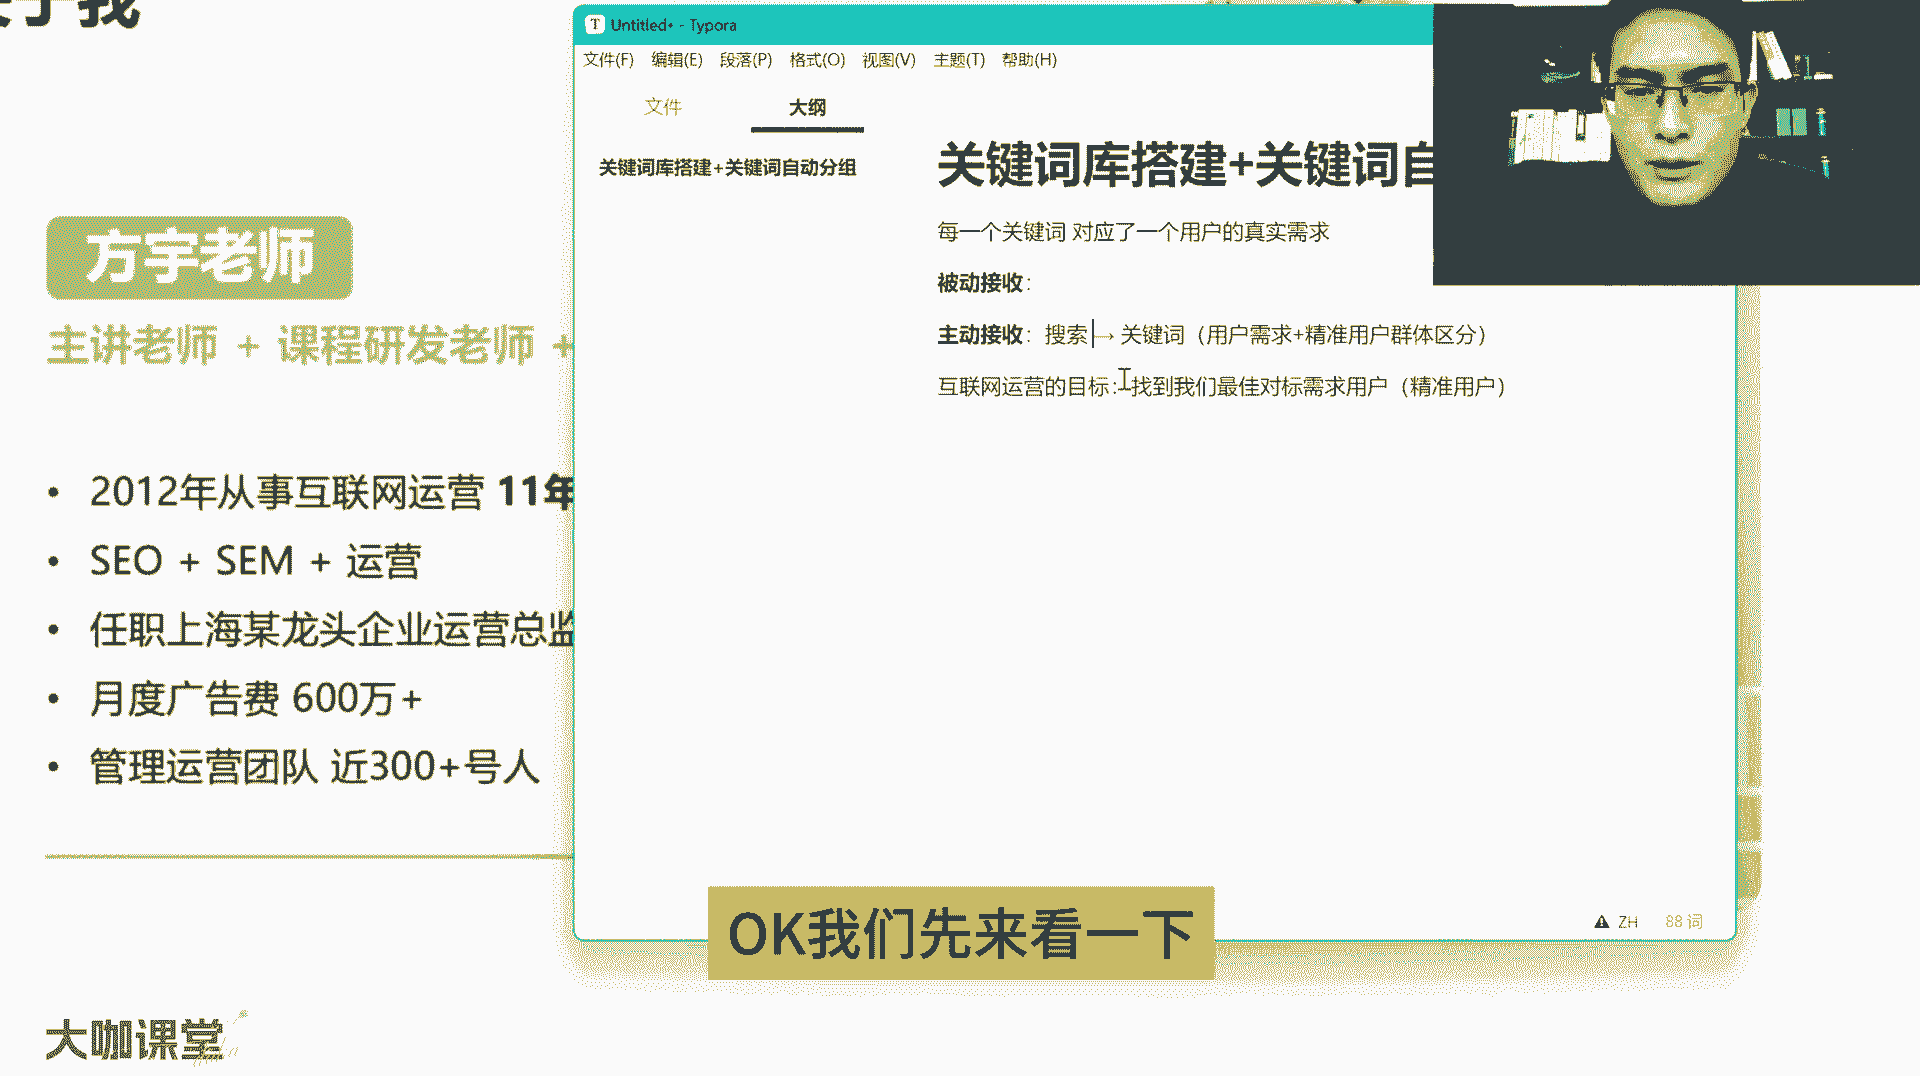 关于我
方宇老师
主讲老师 + 课程研发老师 +
• 2012年从事互联网运营 11年
• SEO + SEM + 运营
• 任职上海某龙头企业运营总监
• 月度广告费 600万+
• 管理运营团队 近300+号人
大咖课堂
T Untitled• - Typora
文件(F) 编辑(E) 段落(P) 格式(O) 视图(V) 主题(T) 帮助(H)
文件 大纲
关键词库搭建+关键词自动分组
关键词库搭建+关键词自
每一个关键词 对应了一个用户的真实需求
被动接收：
主动接收：搜索 → 关键词（用户需求+精准用户群体区分）
互联网运营的目标：找到我们最佳对标需求用户（精准用户）
ZH 88 词
OK我们先来看一下